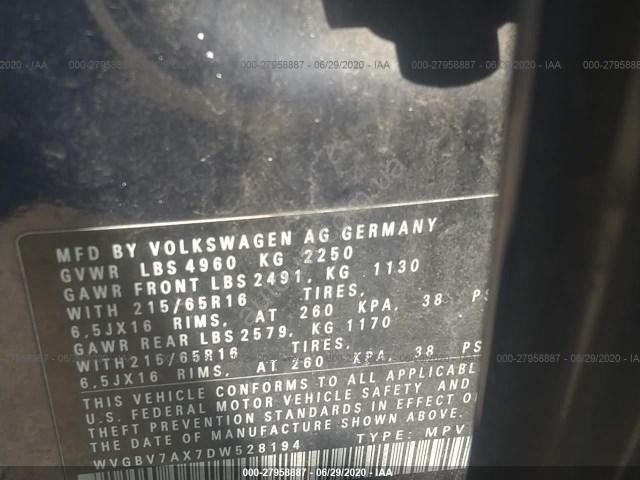 000-27958887 - 06/29/2020 - IAA
MFD BY VOLKSWAGEN AG GERMANY
GVWR LBS 4960 KG 2250
GAWR FRONT LBS 2491, KG 1130
WITH 215/65R16 TIRES,
6,5JX16 RIMS, AT 260 KPA, 38 PS
GAWR REAR LBS 2579, KG 1170
WITH 215/65R16 TIRES,
6,5JX16 RIMS, AT 260 KPA, 38 PS
THIS VEHICLE CONFORMS TO ALL APPLICABL
U.S. FEDERAL MOTOR VEHICLE SAFETY AND
THEFT PREVENTION STANDARDS IN EFFECT O
THE DATE OF MANUFACTURE SHOWN ABOVE.
WVGBV7AX7DW528194 TYPE: MPV
000-27958887 - 06/29/2020 - IAA